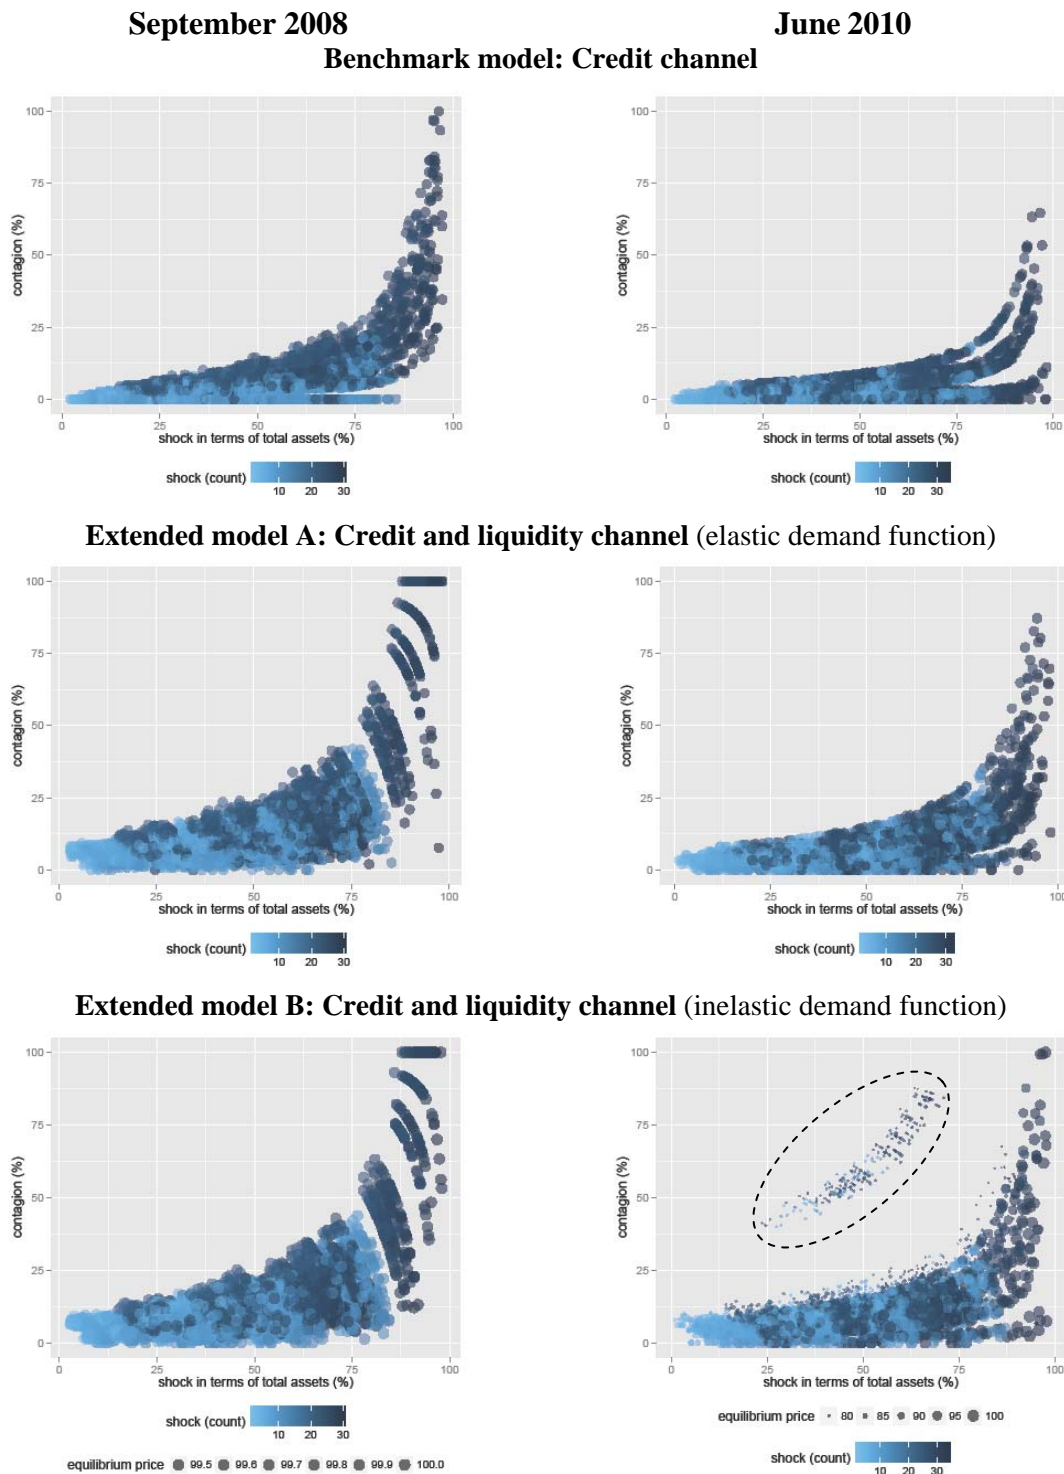 September 2008 June 2010
Benchmark model: Credit channel
100
75
50
25
0
contagion (%)
0 25 50 75 100
shock in terms of total assets (%)
shock (count)
10 20 30
100
75
50
25
0
contagion (%)
0 25 50 75 100
shock in terms of total assets (%)
shock (count)
10 20 30
Extended model A: Credit and liquidity channel (elastic demand function)
100
75
50
25
0
contagion (%)
0 25 50 75 100
shock in terms of total assets (%)
shock (count)
10 20 30
100
75
50
25
0
contagion (%)
0 25 50 75 100
shock in terms of total assets (%)
shock (count)
10 20 30
Extended model B: Credit and liquidity channel (inelastic demand function)
100
75
50
25
0
contagion (%)
0 25 50 75 100
shock in terms of total assets (%)
shock (count)
10 20 30
equilibrium price 99.5 99.6 99.7 99.8 99.9 100.0
100
75
50
25
0
contagion (%)
0 25 50 75 100
shock in terms of total assets (%)
equilibrium price 80 85 90 95 100
shock (count)
10 20 30